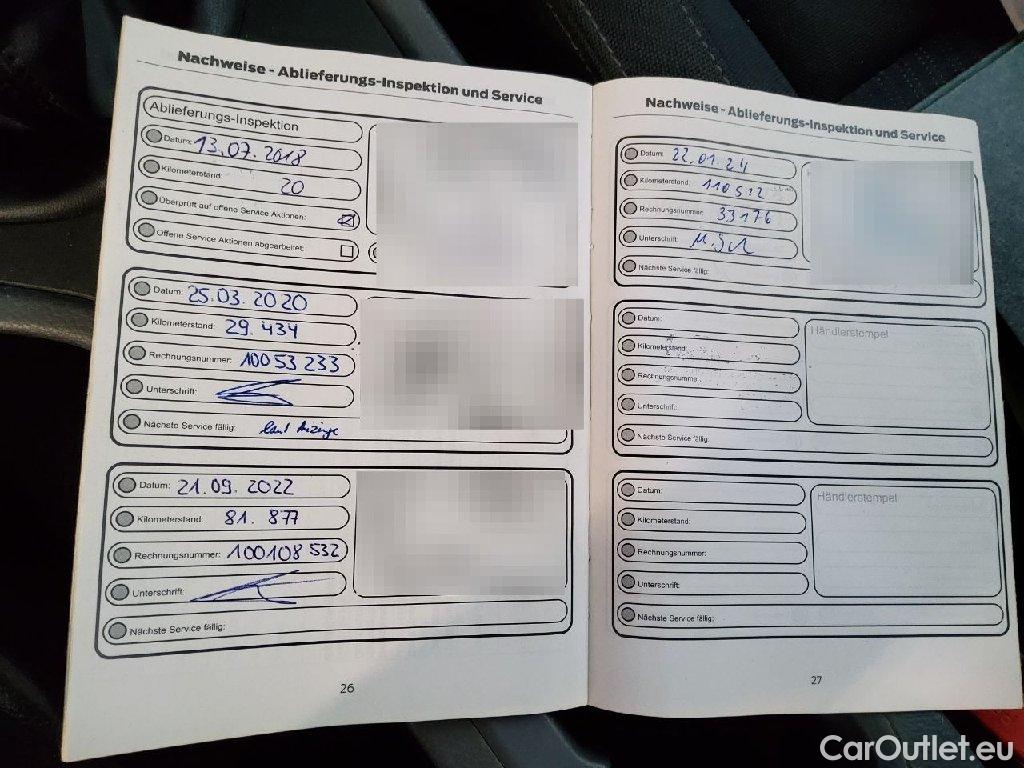 Nachweise - Ablieferungs-Inspektion und Service
Ablieferungs-Inspektion
Datum: 13.07.2018
Kilometerstand: 20
Überprüft auf offene Service Aktionen:
Offene Service Aktionen abgearbeitet:
Datum: 25.03.2020
Kilometerstand: 29.434
Rechnungsnummer: 10053233
Unterschrift:
Nächste Service fällig: laut Anzeige
Datum: 21.09.2022
Kilometerstand: 81.877
Rechnungsnummer: 100108532
Unterschrift:
Nächste Service fällig:
26
Nachweise - Ablieferungs-Inspektion und Service
Datum: 22.01.24
Kilometerstand: 110512
Rechnungsnummer: 33176
Unterschrift:
Nächste Service fällig:
Datum:
Händlerstempel
Kilometerstand:
Rechnungsnummer:
Unterschrift:
Nächste Service fällig:
Datum:
Händlerstempel
Kilometerstand:
Rechnungsnummer:
Unterschrift:
Nächste Service fällig:
27
CarOutlet.eu